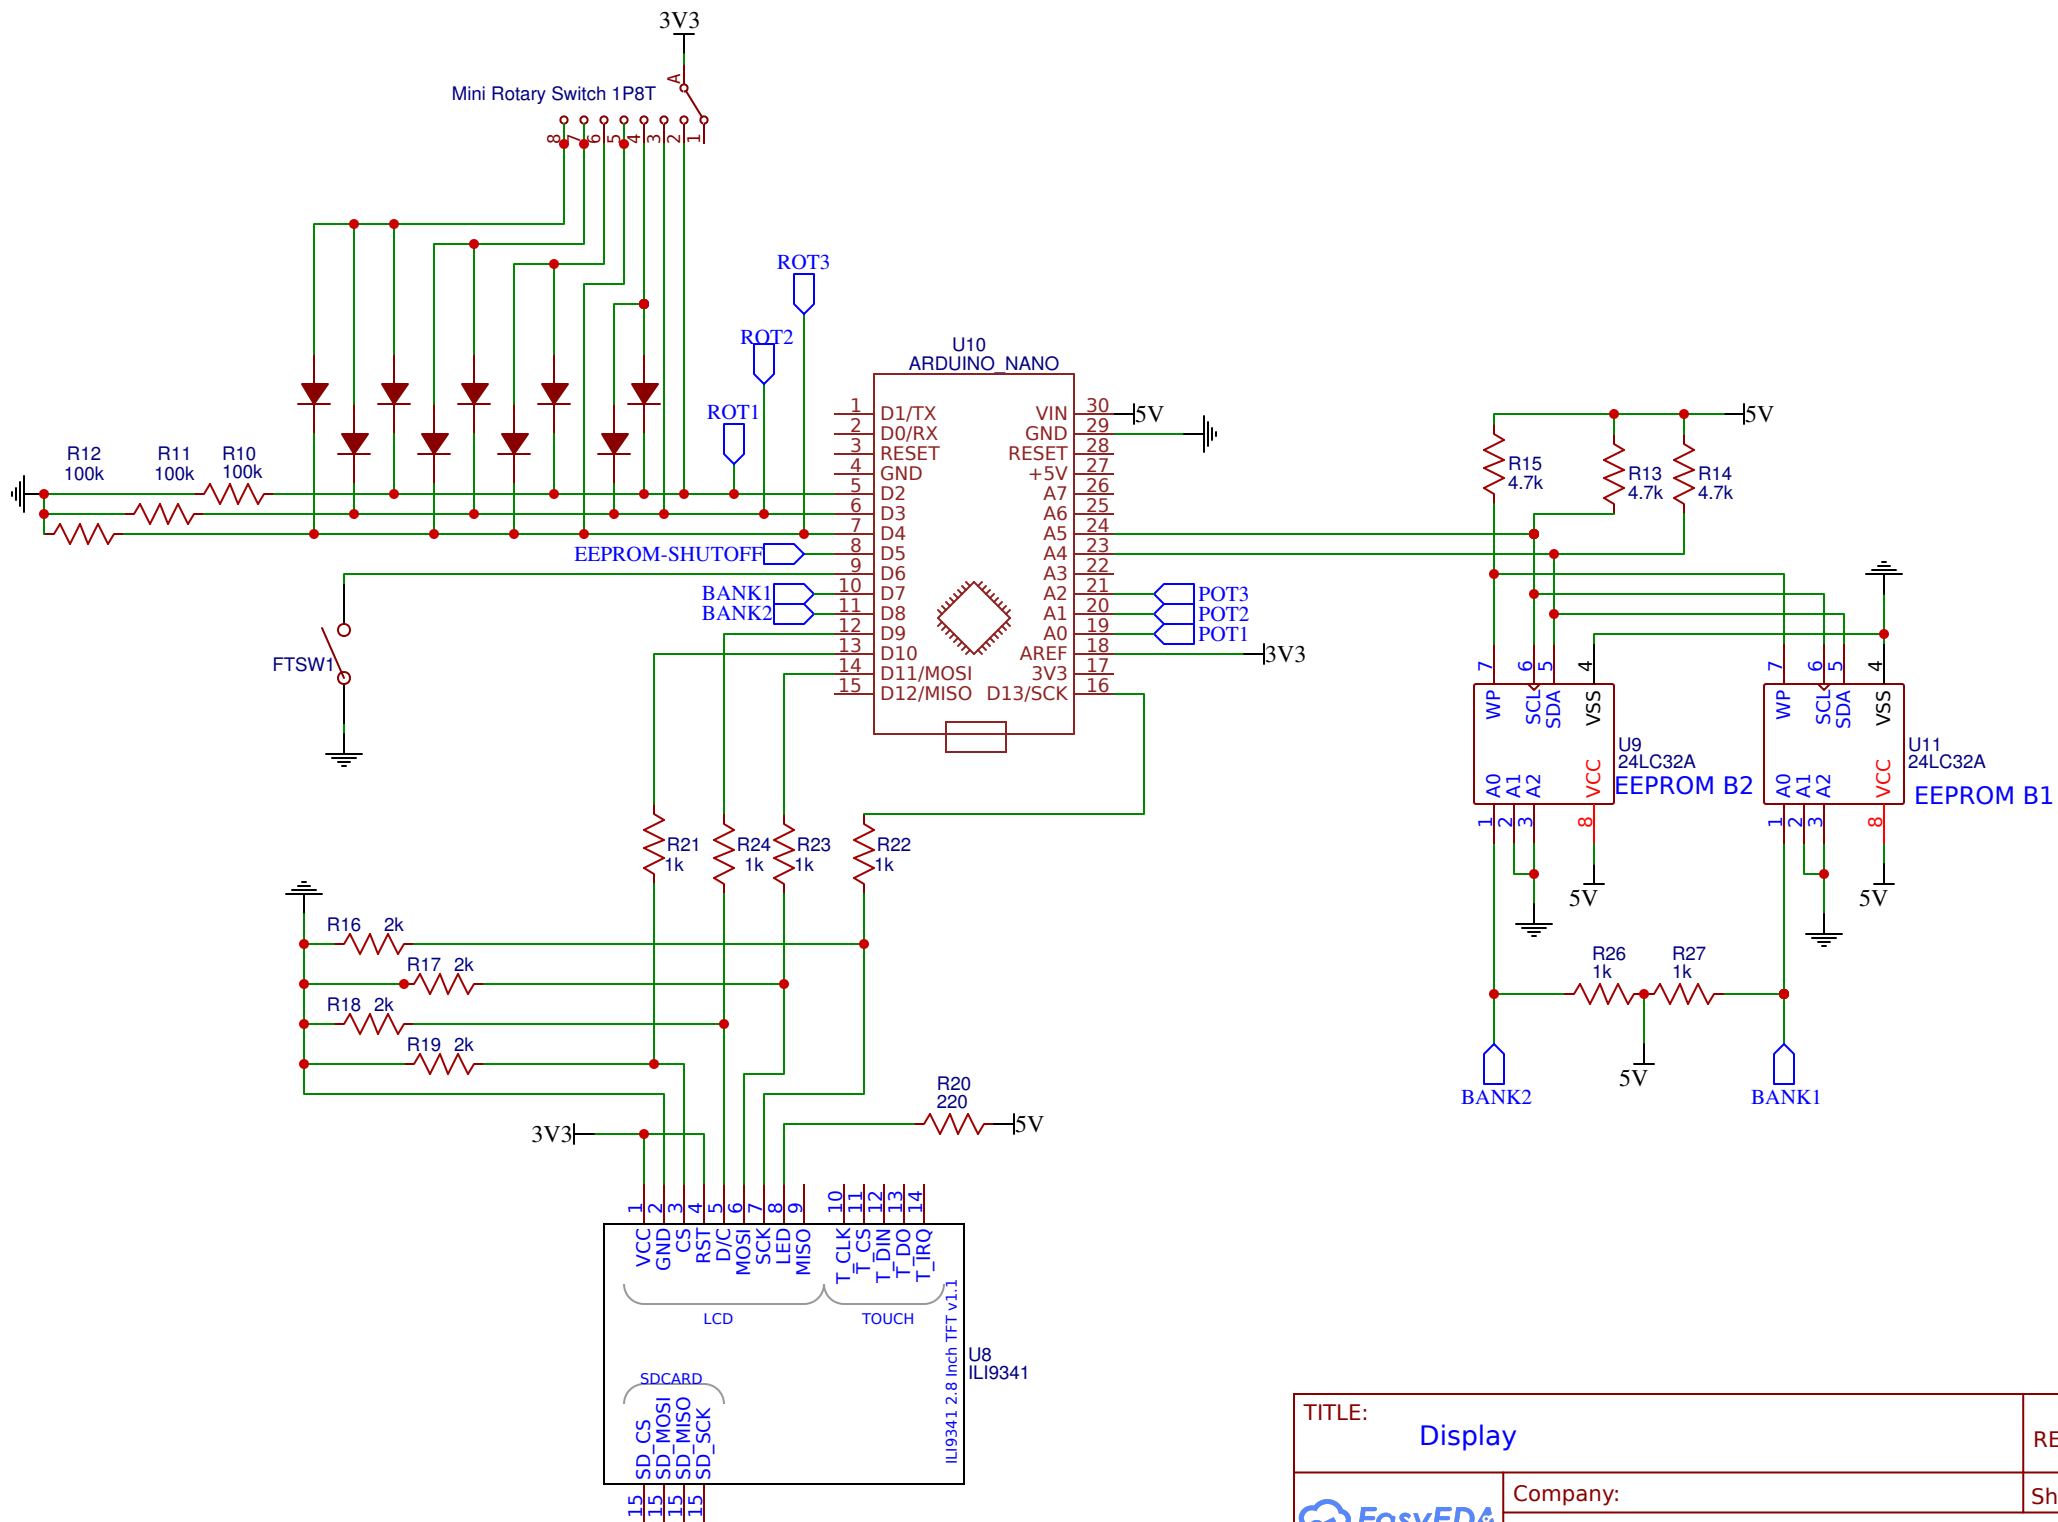 3V3
A
Mini Rotary Switch 1P8T
8 7 6 5 4 3 2 1
ROT3
ROT2
ROT1
R12
100k
R11
100k
R10
100k
U10
ARDUINO_NANO
1 D1/TX
2 D0/RX
3 RESET
4 GND
5 D2
6 D3
7 D4
8 D5
9 D6
10 D7
11 D8
12 D9
13 D10
14 D11/MOSI
15 D12/MISO
VIN 30
GND 29
RESET 28
+5V 27
A7 26
A6 25
A5 24
A4 23
A3 22
A2 21
A1 20
A0 19
AREF 18
3V3 17
D13/SCK 16
5V
3V3
EEPROM-SHUTOFF
BANK1
BANK2
POT3
POT2
POT1
FTSW1
5V
R15
4.7k
R13
4.7k
R14
4.7k
7 6 5 4
WP SCL SDA VSS
A0 A1 A2 VCC
1 2 3 8
U9
24LC32A
EEPROM B2
7 6 5 4
WP SCL SDA VSS
A0 A1 A2 VCC
1 2 3 8
U11
24LC32A
EEPROM B1
5V
5V
R26
1k
R27
1k
5V
BANK2
BANK1
R21
1k
R24
1k
R23
1k
R22
1k
R16 2k
R17 2k
R18 2k
R19 2k
R20
220
5V
3V3
1 2 3 4 5 6 7 8 9 10 11 12 13 14
VCC GND CS RST D/C MOSI SCK LED MISO T_CLK T_CS T_DIN T_DO T_IRQ
LCD
TOUCH
ILI9341 2.8 Inch TFT v1.1
U8
ILI9341
SDCARD
SD_CS SD_MOSI SD_MISO SD_SCK
15 15 15 15
TITLE:
Display
RE
Company:
Sh
EasyEDA